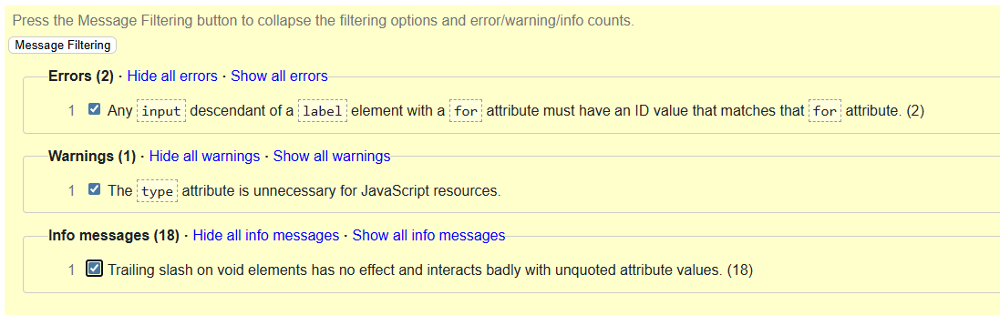 Press the Message Filtering button to collapse the filtering options and error/warning/info counts.
Message Filtering
Errors (2) · Hide all errors · Show all errors
1 Any input descendant of a label element with a for attribute must have an ID value that matches that for attribute. (2)
Warnings (1) · Hide all warnings · Show all warnings
1 The type attribute is unnecessary for JavaScript resources.
Info messages (18) · Hide all info messages · Show all info messages
1 Trailing slash on void elements has no effect and interacts badly with unquoted attribute values. (18)